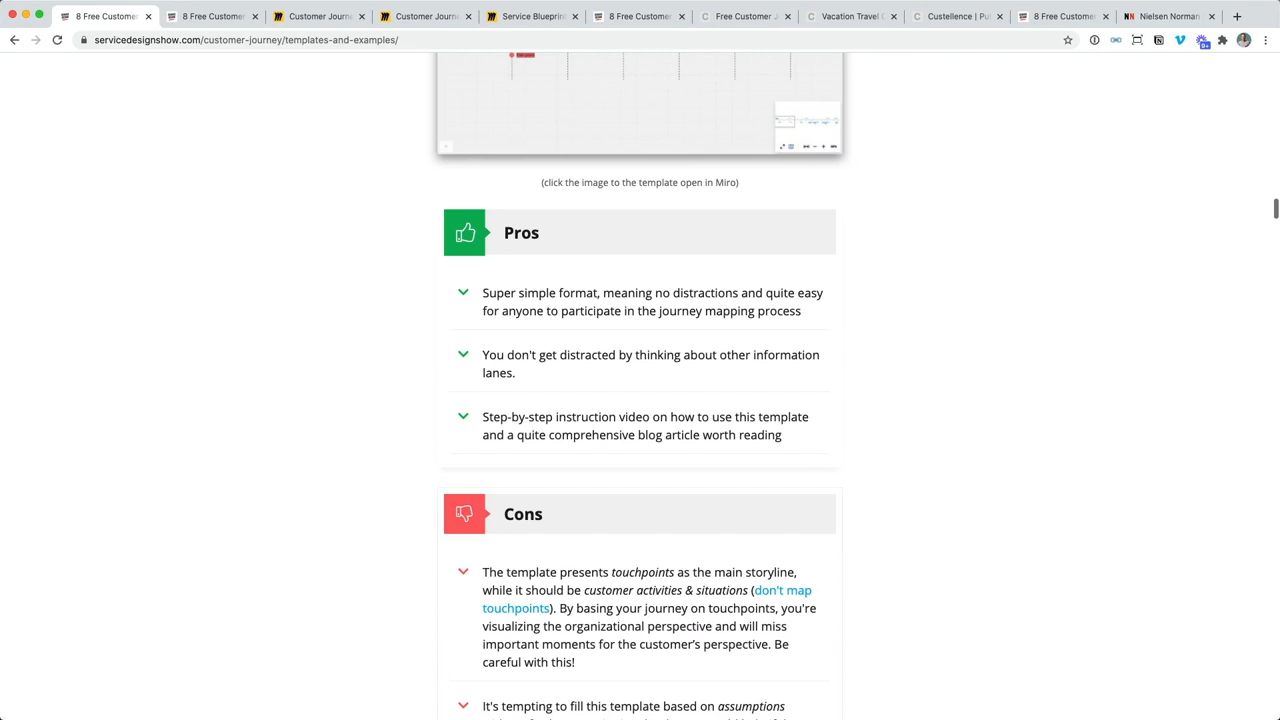 8 Free Customer
8 Free Customer
Customer Journe
Customer Journe
Service Blueprint
8 Free Customer
Free Customer J
Vacation Travel C
Custellence | Pu
8 Free Customer
Nielsen Norman
servicedesignshow.com/customer-journey/templates-and-examples/
9+
(click the image to the template open in Miro)
Pros
Super simple format, meaning no distractions and quite easy
for anyone to participate in the journey mapping process
You don't get distracted by thinking about other information
lanes.
Step-by-step instruction video on how to use this template
and a quite comprehensive blog article worth reading
Cons
The template presents touchpoints as the main storyline,
while it should be customer activities & situations (don't map
touchpoints). By basing your journey on touchpoints, you're
visualizing the organizational perspective and will miss
important moments for the customer's perspective. Be
careful with this!
It's tempting to fill this template based on assumptions